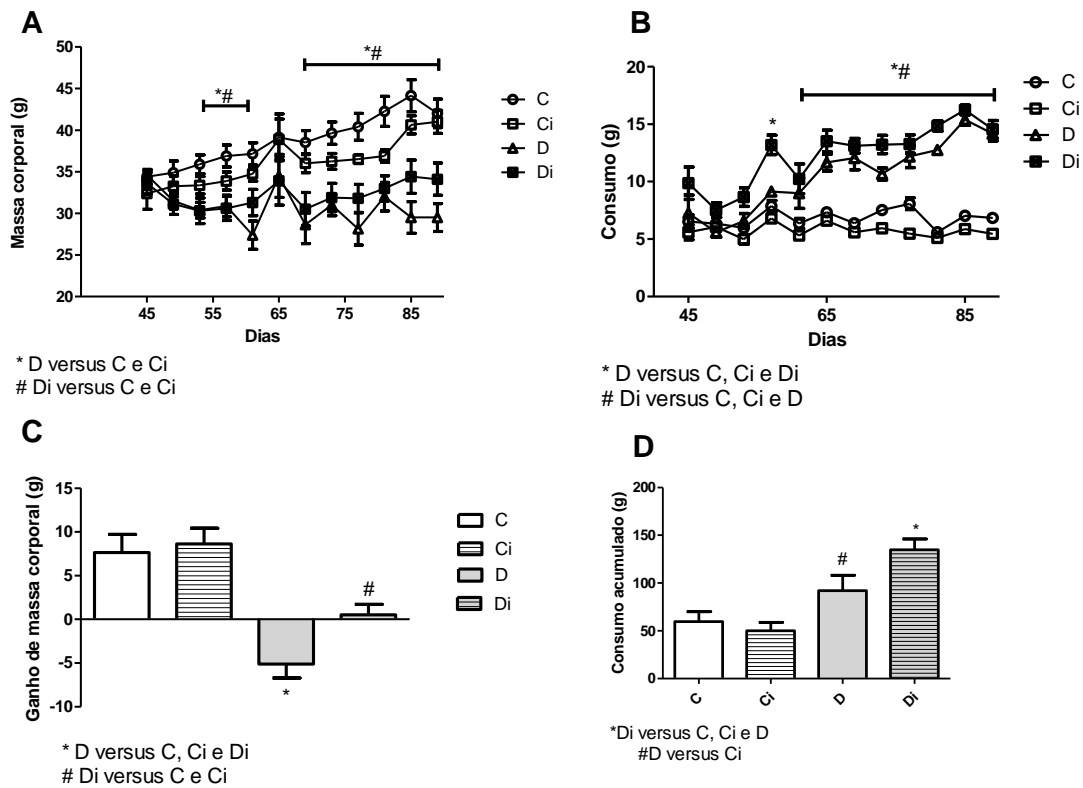 A
Massa corporal (g)
50
45
40
35
30
25
20
*#
*#
45 55 65 75 85
Dias
C
Ci
D
Di
* D versus C e Ci
# Di versus C e Ci
B
Consumo (g)
20
15
10
5
0
*
*#
45 65 85
Dias
C
Ci
D
Di
* D versus C, Ci e Di
# Di versus C, Ci e D
C
Ganho de massa corporal (g)
15
10
5
0
-5
-10
*
#
C
Ci
D
Di
* D versus C, Ci e Di
# Di versus C e Ci
D
Consumo acumulado (g)
200
150
100
50
0
#
*
C Ci D Di
*Di versus C, Ci e D
#D versus Ci